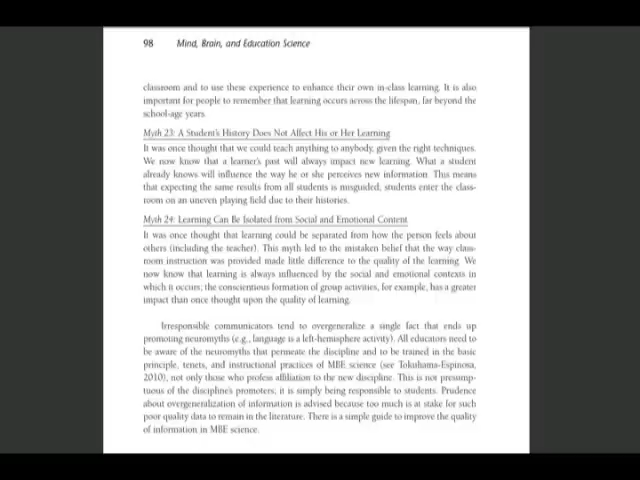 98 Mind, Brain, and Education Science
classroom and to use these experience to enhance their own in-class learning. It is also
important for people to remember that learning occurs across the lifespan, far beyond the
school-age years.
Myth 23: A Student's History Does Not Affect His or Her Learning
It was once thought that we could teach anything to anybody, given the right techniques.
We now know that a learner's past will always impact new learning. What a student
already knows will influence the way he or she perceives new information. This means
that expecting the same results from all students is misguided, students enter the class-
room on an uneven playing field due to their histories.
Myth 24: Learning Can Be Isolated from Social and Emotional Content
It was once thought that learning could be separated from how the person feels about
others (including the teacher). This myth led to the mistaken belief that the way class-
room instruction was provided made little difference to the quality of the learning. We
now know that learning is always influenced by the social and emotional contexts in
which it occurs; the conscientious formation of group activities, for example, has a greater
impact than once thought upon the quality of learning.
Irresponsible communicators tend to overgeneralize a single fact that ends up
promoting neuromyths (e.g., language is a left-hemisphere activity). All educators need to
be aware of the neuromyths that permeate the discipline and to be trained in the basic
principle, tenets, and instructional practices of MBE science (see Tokuhama-Espinosa,
2010), not only those who profess affiliation to the new discipline. This is not presump-
tuous of the discipline's promoters; it is simply being responsible to students. Prudence
about overgeneralization of information is advised because too much is at stake for such
poor quality data to remain in the literature. There is a simple guide to improve the quality
of information in MBE science.